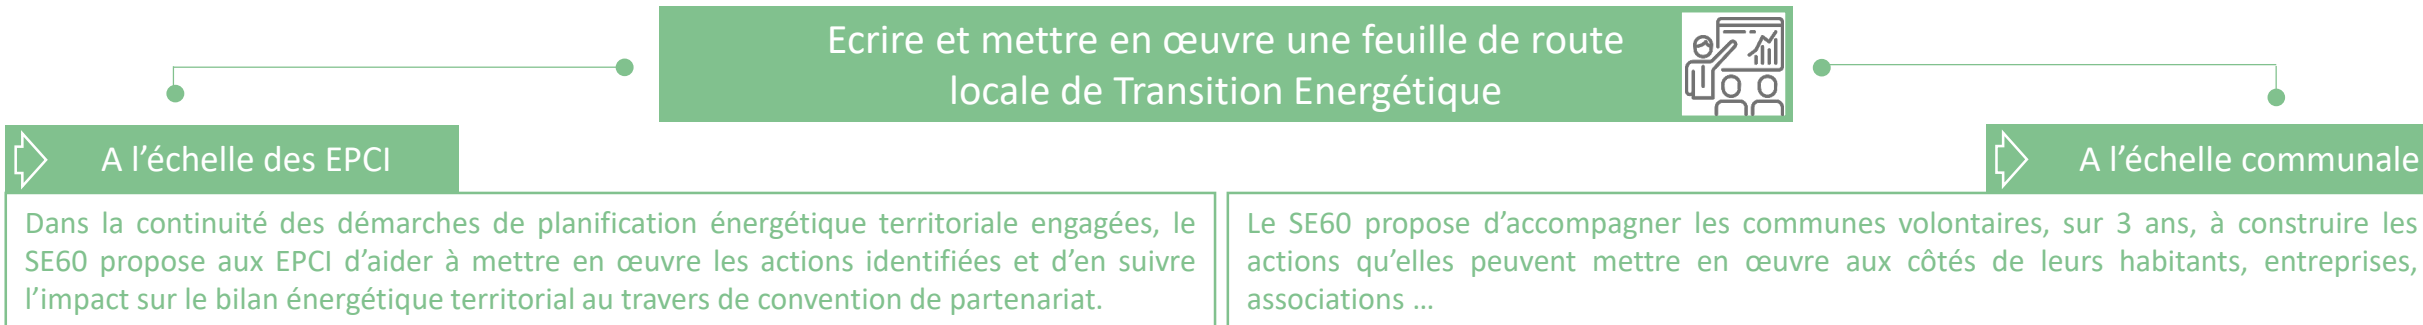 Ecrire et mettre en œuvre une feuille de route
locale de Transition Energétique
A l’échelle des EPCI
Dans la continuité des démarches de planification énergétique territoriale engagées, le
SE60 propose aux EPCI d’aider à mettre en œuvre les actions identifiées et d’en suivre
l’impact sur le bilan énergétique territorial au travers de convention de partenariat.
A l’échelle communale
Le SE60 propose d’accompagner les communes volontaires, sur 3 ans, à construire les
actions qu’elles peuvent mettre en œuvre aux côtés de leurs habitants, entreprises,
associations …